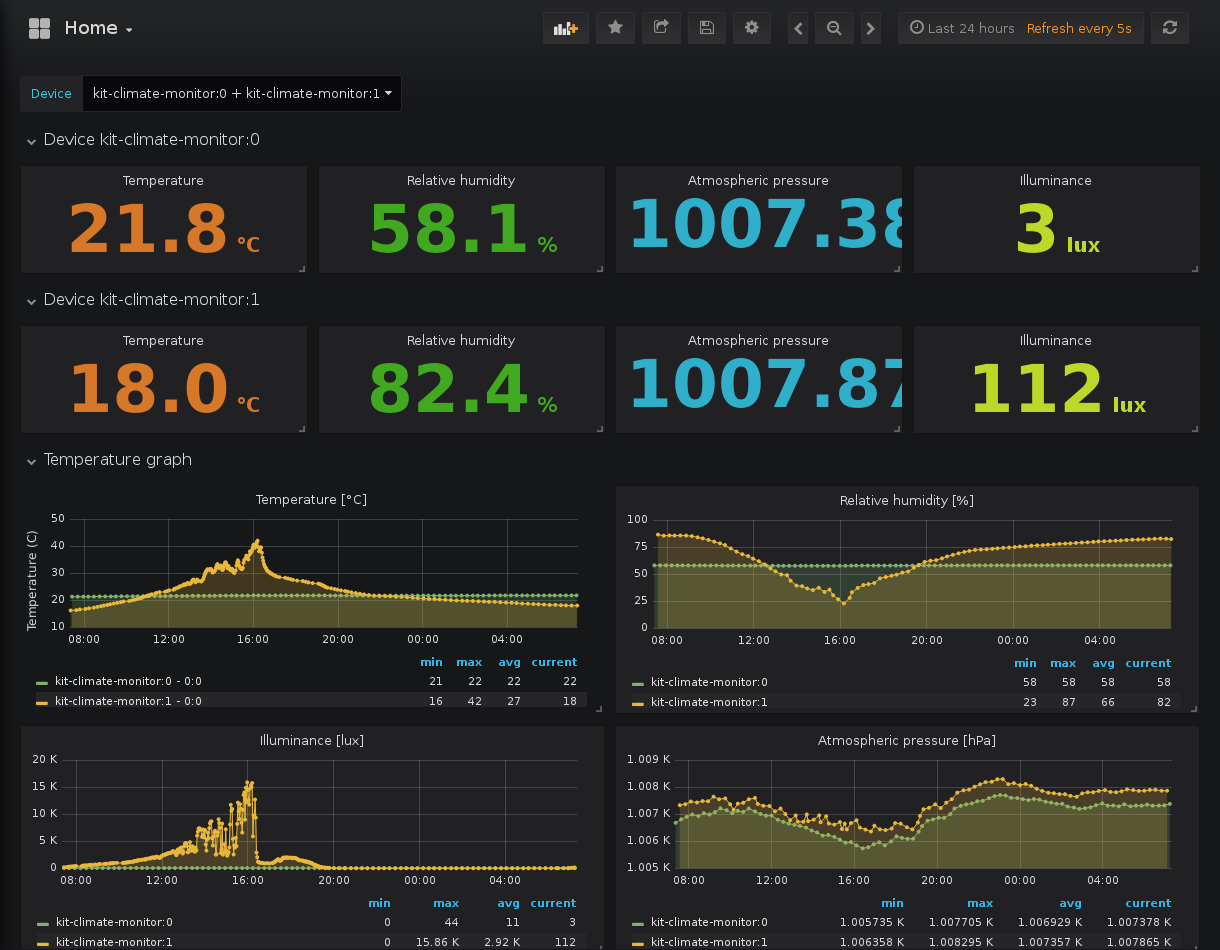 Home
Last 24 hours Refresh every 5s
Device kit-climate-monitor:0 + kit-climate-monitor:1
Device kit-climate-monitor:0
Temperature Relative humidity Atmospheric pressure Illuminance
21.8 °C 58.1 % 1007.38 3 lux
Device kit-climate-monitor:1
Temperature Relative humidity Atmospheric pressure Illuminance
18.0 °C 82.4 % 1007.87 112 lux
Temperature graph
Temperature [°C]
Temperature (C)
50
40
30
20
10
08:00 12:00 16:00 20:00 00:00 04:00
min max avg current
kit-climate-monitor:0 - 0:0 21 22 22 22
kit-climate-monitor:1 - 0:0 16 42 27 18
Relative humidity [%]
100
75
50
25
0
08:00 12:00 16:00 20:00 00:00 04:00
min max avg current
kit-climate-monitor:0 58 58 58 58
kit-climate-monitor:1 23 87 66 82
Illuminance [lux]
20 K
15 K
10 K
5 K
0
08:00 12:00 16:00 20:00 00:00 04:00
min max avg current
kit-climate-monitor:0 0 44 11 3
kit-climate-monitor:1 0 15.86 K 2.92 K 112
Atmospheric pressure [hPa]
1.009 K
1.008 K
1.007 K
1.006 K
1.005 K
08:00 12:00 16:00 20:00 00:00 04:00
min max avg current
kit-climate-monitor:0 1.005735 K 1.007705 K 1.006929 K 1.007378 K
kit-climate-monitor:1 1.006358 K 1.008295 K 1.007357 K 1.007865 K